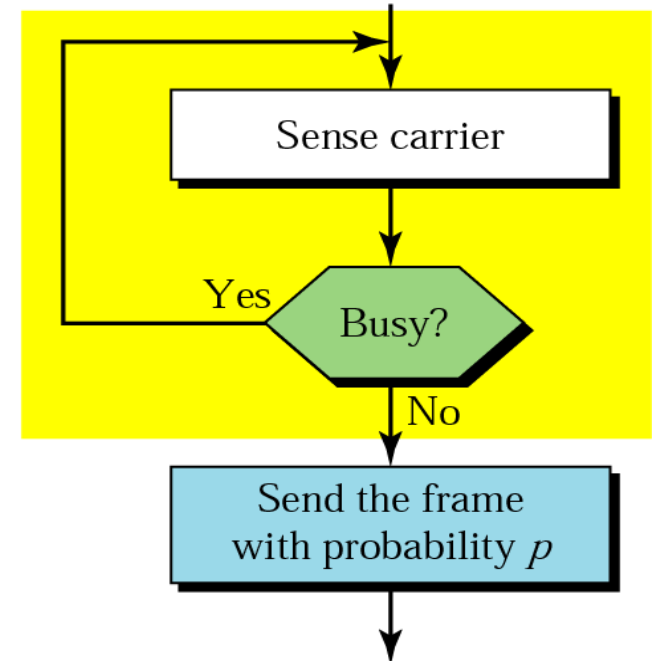 Sense carrier
Yes
Busy?
No
Send the frame
with probability p